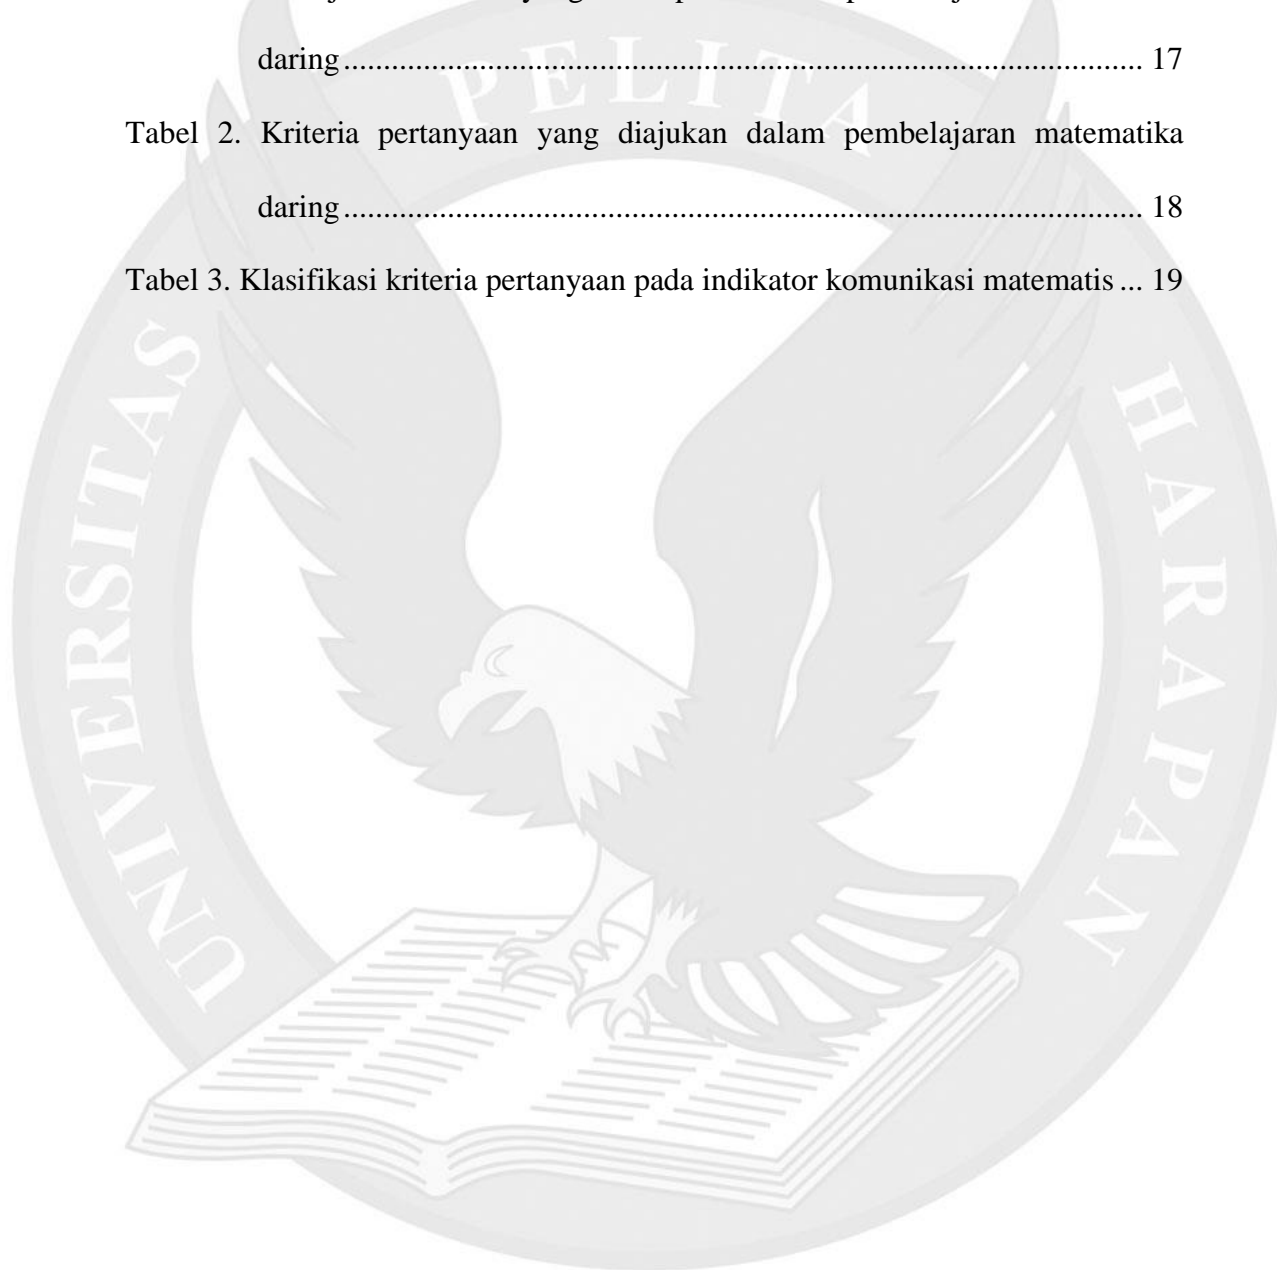 daring.................................................................................................... 17
Tabel 2. Kriteria pertanyaan yang diajukan dalam pembelajaran matematika
daring.................................................................................................... 18
Tabel 3. Klasifikasi kriteria pertanyaan pada indikator komunikasi matematis ... 19
UNIVERSITAS PELITA HARAPAN